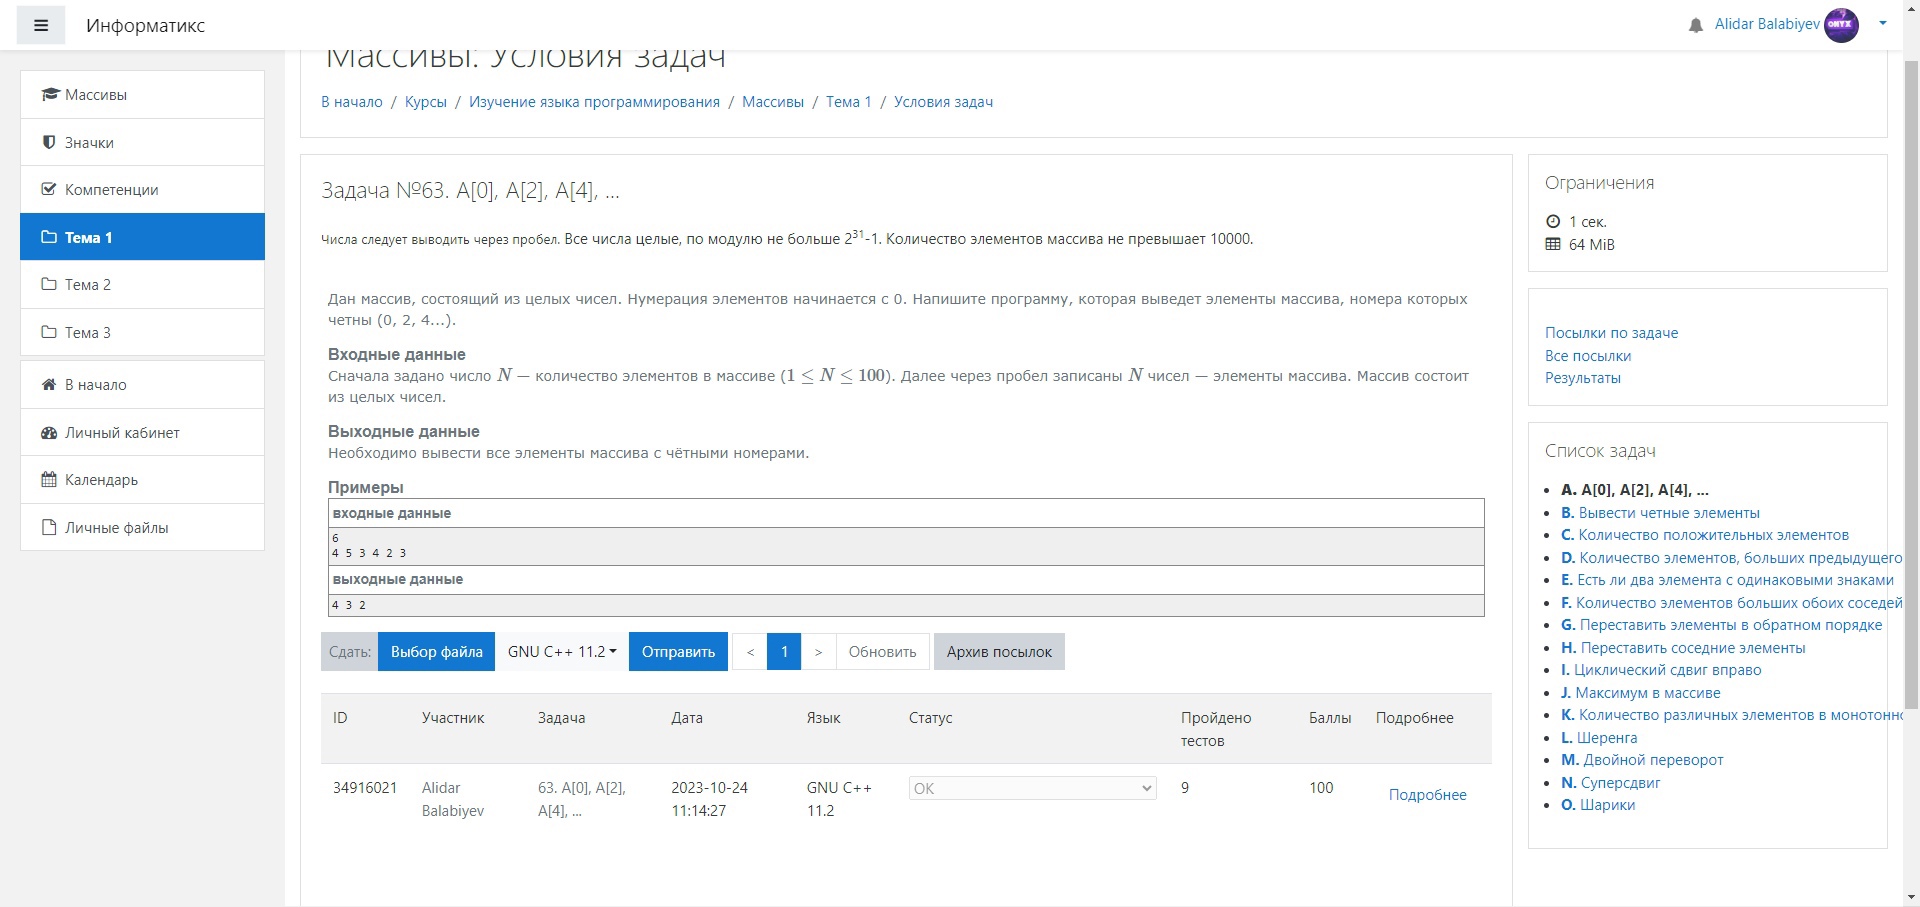 Информатикс
Alidar Balabiyev
ONYX
Массивы: Условия задач
В начало / Курсы / Изучение языка программирования / Массивы / Тема 1 / Условия задач
Массивы
Значки
Компетенции
Тема 1
Тема 2
Тема 3
В начало
Личный кабинет
Календарь
Личные файлы
Задача №63. A[0], A[2], A[4], ...
Числа следует выводить через пробел. Все числа целые, по модулю не больше 2^31-1. Количество элементов массива не превышает 10000.
Дан массив, состоящий из целых чисел. Нумерация элементов начинается с 0. Напишите программу, которая выведет элементы массива, номера которых
четны (0, 2, 4...).
Входные данные
Сначала задано число N — количество элементов в массиве (1 ≤ N ≤ 100). Далее через пробел записаны N чисел — элементы массива. Массив состоит
из целых чисел.
Выходные данные
Необходимо вывести все элементы массива с чётными номерами.
Примеры
входные данные
6
4 5 3 4 2 3
выходные данные
4 3 2
Сдать: Выбор файла GNU C++ 11.2 Отправить < 1 > Обновить Архив посылок
ID Участник Задача Дата Язык Статус Пройдено тестов Баллы Подробнее
34916021 Alidar Balabiyev 63. A[0], A[2], A[4], ... 2023-10-24 11:14:27 GNU C++ 11.2 OK 9 100 Подробнее
Ограничения
1 сек.
64 MiB
Посылки по задаче
Все посылки
Результаты
Список задач
A. A[0], A[2], A[4], ...
B. Вывести четные элементы
C. Количество положительных элементов
D. Количество элементов, больших предыдущего
E. Есть ли два элемента с одинаковыми знаками
F. Количество элементов больших обоих соседей
G. Переставить элементы в обратном порядке
H. Переставить соседние элементы
I. Циклический сдвиг вправо
J. Максимум в массиве
K. Количество различных элементов в монотонно
L. Шеренга
M. Двойной переворот
N. Суперсдвиг
O. Шарики